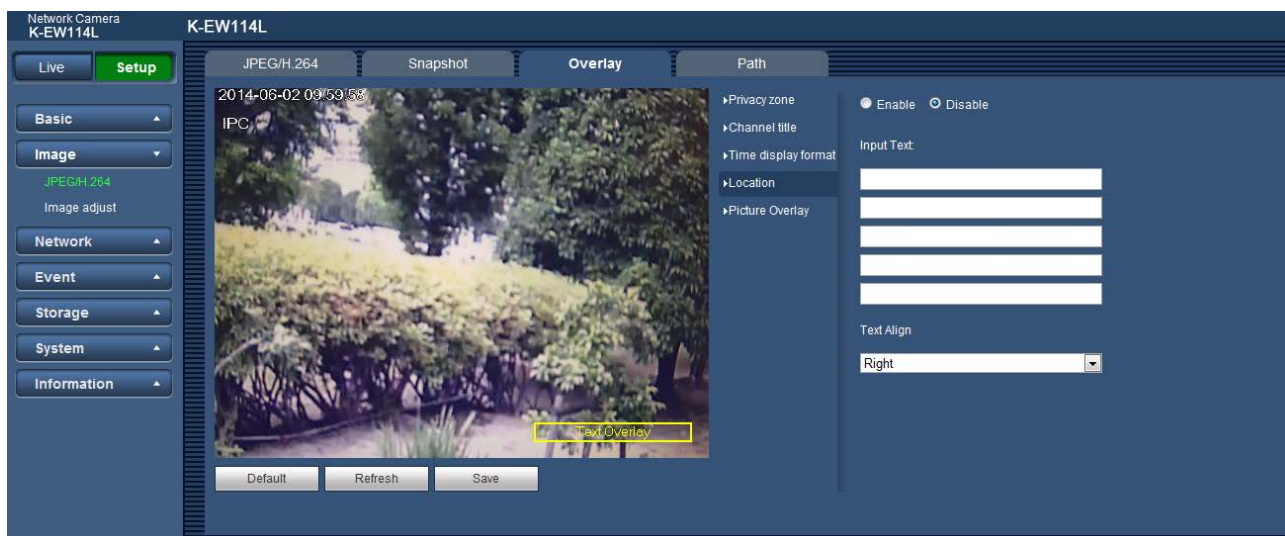 Network Camera
K-EW114L
K-EW114L
Live
Setup
JPEG/H.264
Snapshot
Overlay
Path
Basic
Image
JPEG/H.264
Image adjust
Network
Event
Storage
System
Information
2014-06-02 09:59:58
IPC
Text Overlay
Default
Refresh
Save
Privacy zone
Channel title
Time display format
Location
Picture Overlay
Enable
Disable
Input Text:
Text Align
Right